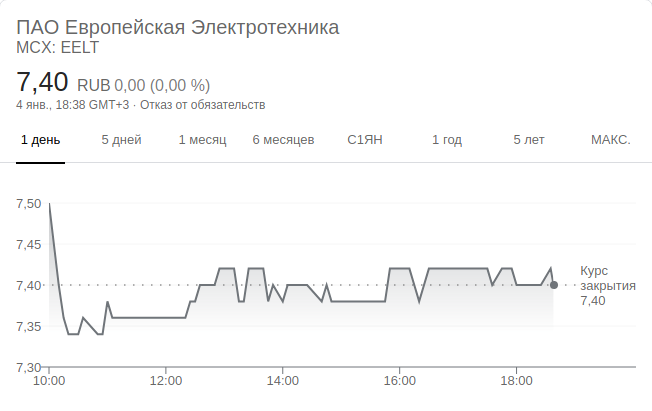 ПАО Европейская Электротехника
MCX: EELT
7,40 RUB 0,00 (0,00 %)
4 янв., 18:38 GMT+3 · Отказ от обязательств
1 день 5 дней 1 месяц 6 месяцев С1ЯН 1 год 5 лет МАКС.
7,50
7,45
7,40
7,35
7,30
Курс
закрытия
7,40
10:00 12:00 14:00 16:00 18:00